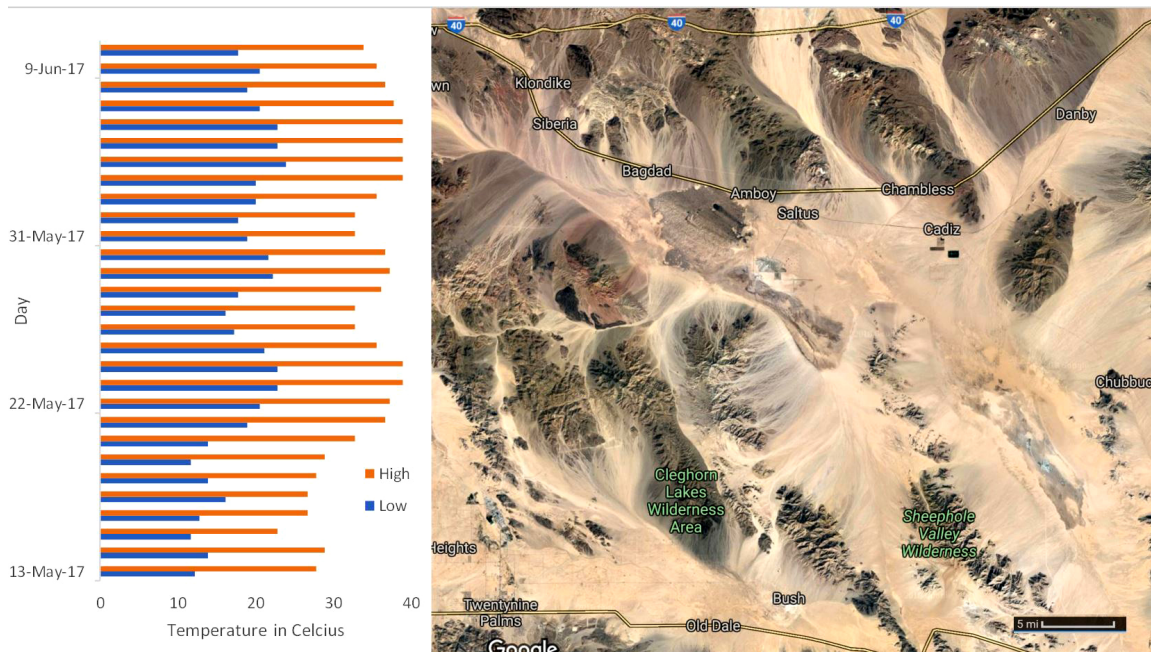 9-Jun-17
31-May-17
22-May-17
13-May-17
Day
High
Low
0 10 20 30 40
Temperature in Celcius
40
40
40
Klondike
wn
Siberia
Danby
Bagdad
Amboy
Chambless
Saltus
Cadiz
Chubbuc
Cleghorn
Lakes
Wilderness
Area
Sheephole
Valley
Wilderness
Heights
Bush
Twentynine
Palms
Old Dale
5 mi
Google